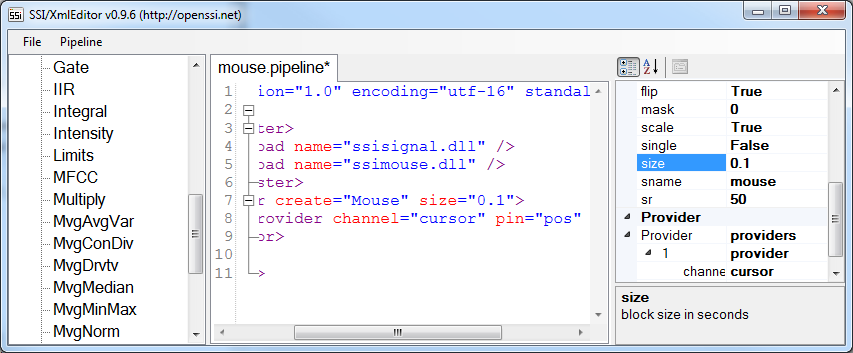 SSI/XmlEditor v0.9.6 (http://openssi.net)
File Pipeline
Gate
IIR
Integral
Intensity
Limits
MFCC
Multiply
MvgAvgVar
MvgConDiv
MvgDrvtv
MvgMedian
MvgMinMax
MvgNorm
mouse.pipeline*
1 ion="1.0" encoding="utf-16" standal
2
3 ter>
4 oad name="ssisignal.dll" />
5 oad name="ssimouse.dll" />
6 ster>
7 r create="Mouse" size="0.1">
8 rovider channel="cursor" pin="pos"
9 or>
10
11 >
flip True
mask 0
scale True
single False
size 0.1
sname mouse
sr 50
Provider
Provider providers
1 provider
channe cursor
size
block size in seconds